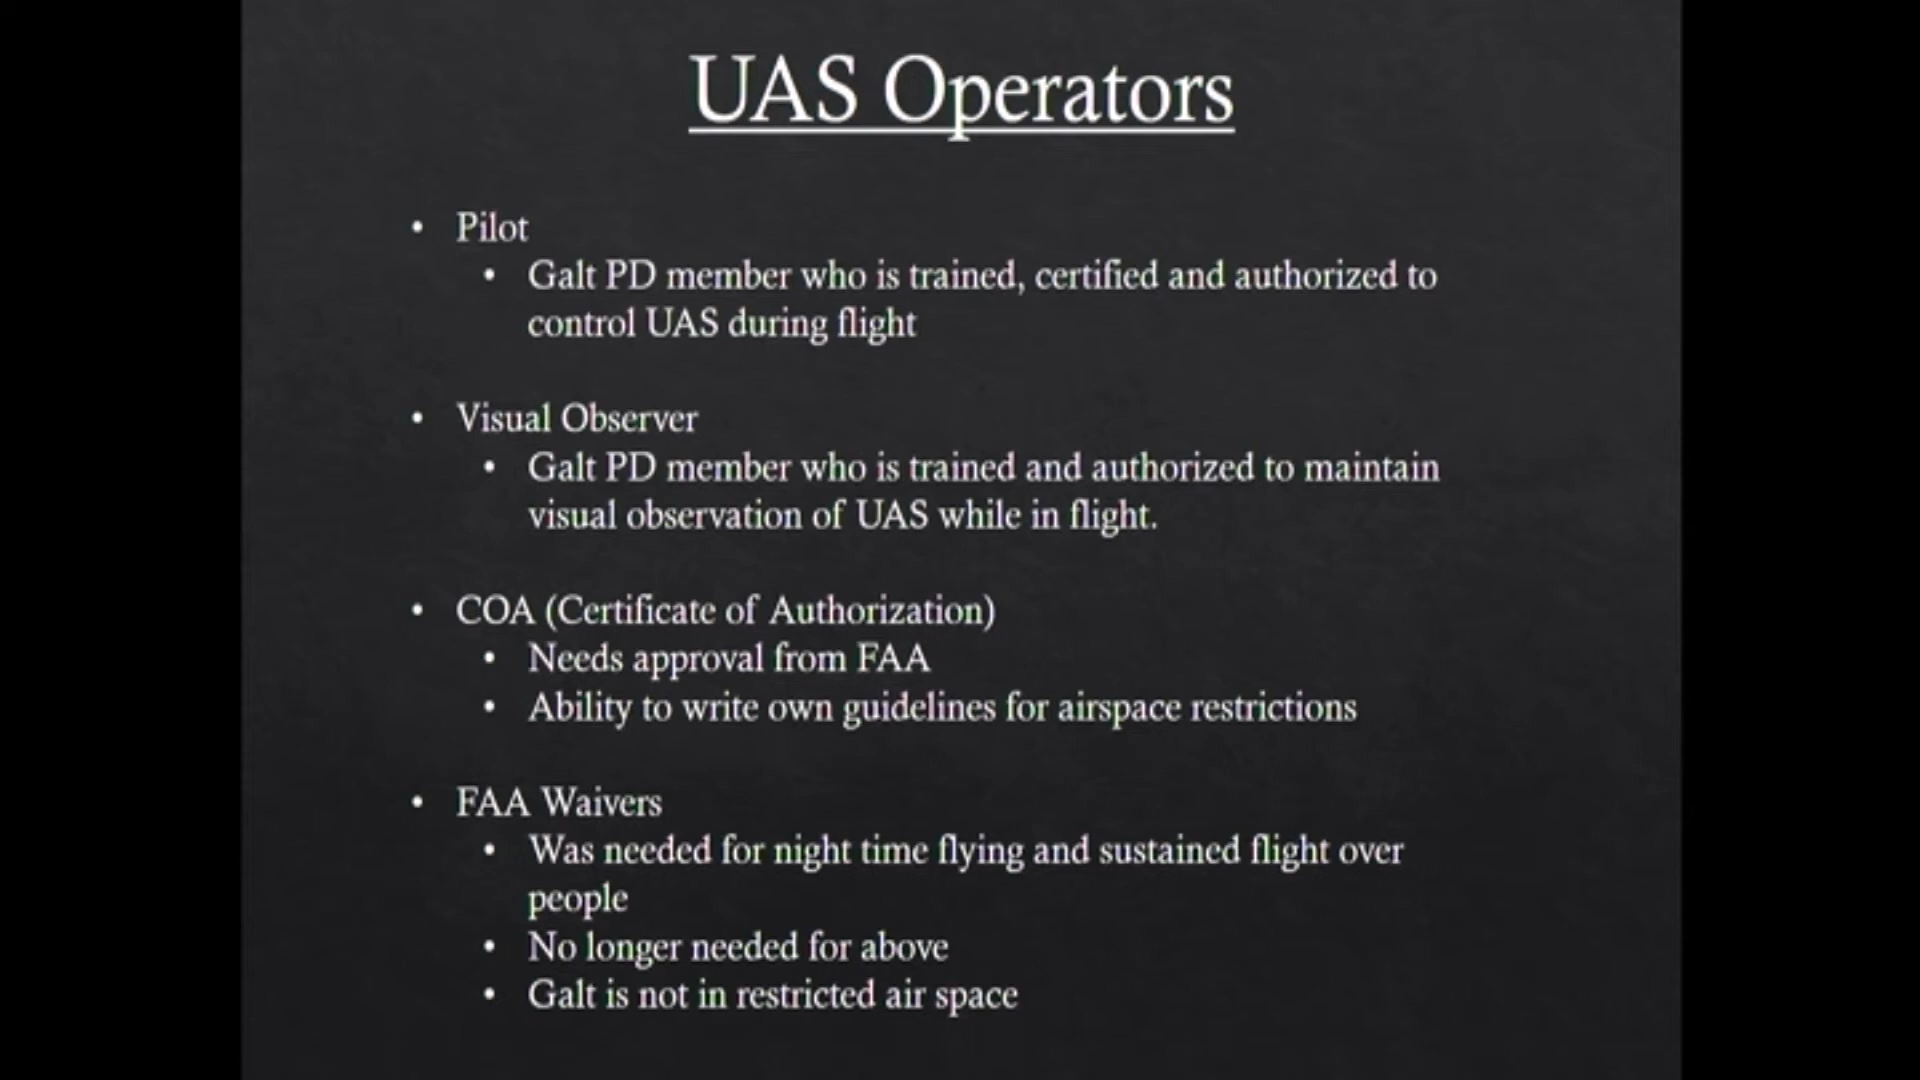 UAS Operators
• Pilot
• Galt PD member who is trained, certified and authorized to
control UAS during flight
• Visual Observer
• Galt PD member who is trained and authorized to maintain
visual observation of UAS while in flight.
• COA (Certificate of Authorization)
• Needs approval from FAA
• Ability to write own guidelines for airspace restrictions
• FAA Waivers
• Was needed for night time flying and sustained flight over
people
• No longer needed for above
• Galt is not in restricted air space